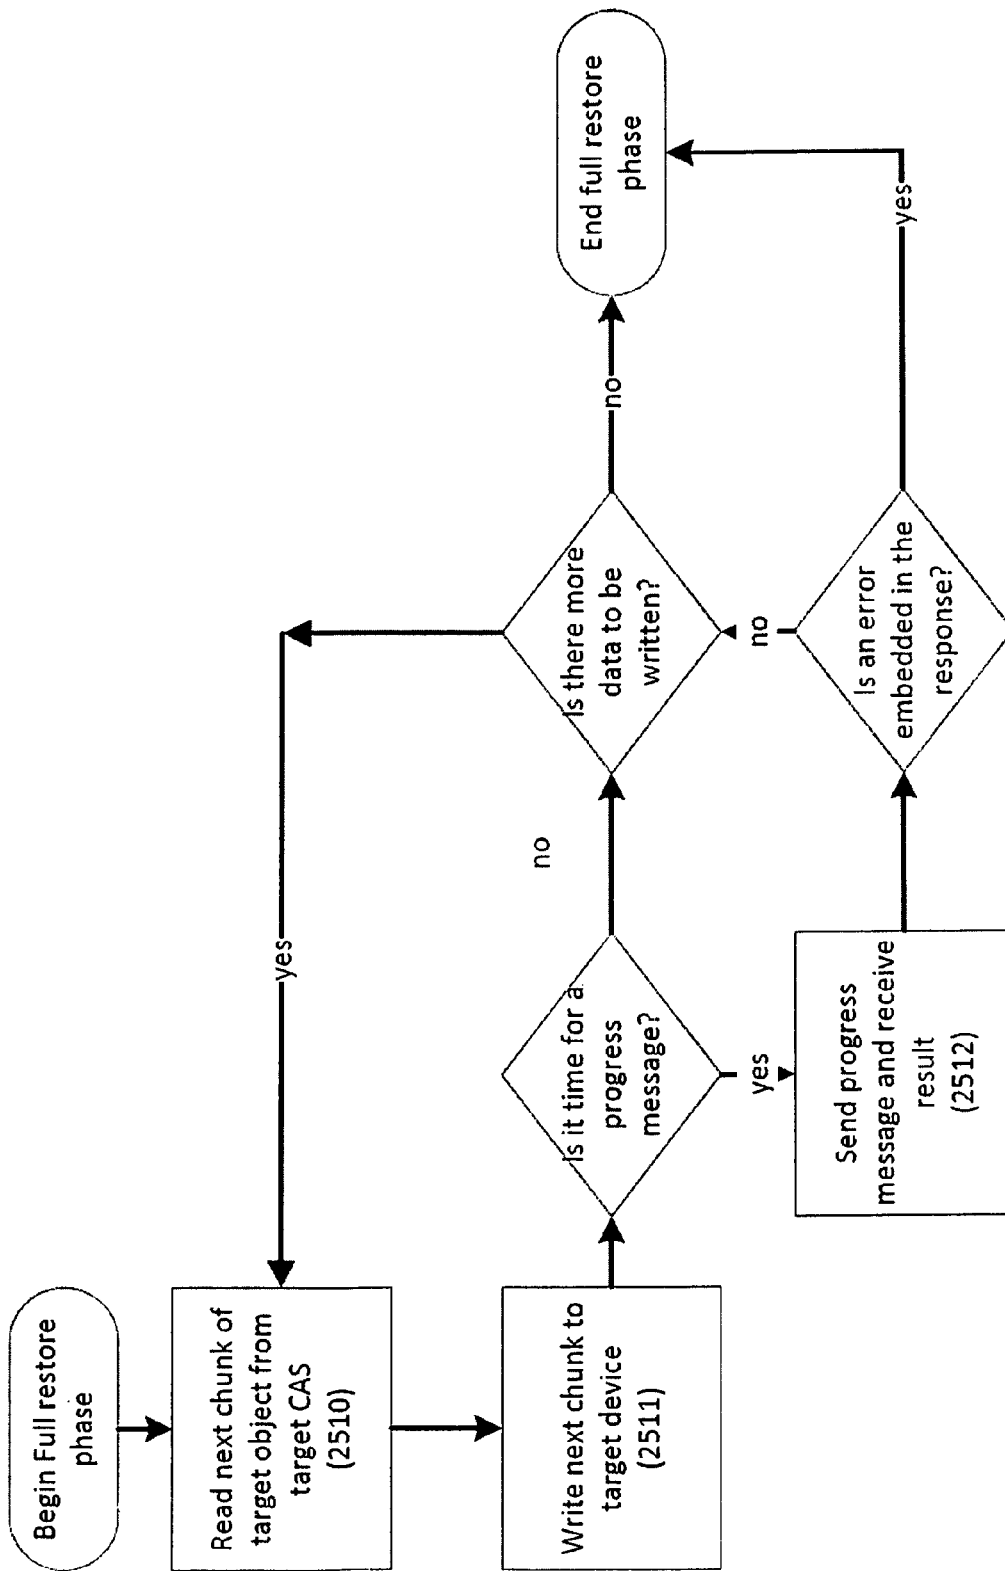 Begin Full restore
phase
Read next chunk of
target object from
target CAS
(2510)
Write next chunk to
target device
(2511)
Is it time for a
progress
message?
yes
Send progress
message and receive
result
(2512)
no
Is an error
embedded in the
response?
no
yes
Is there more
data to be
written?
yes
no
End full restore
phase